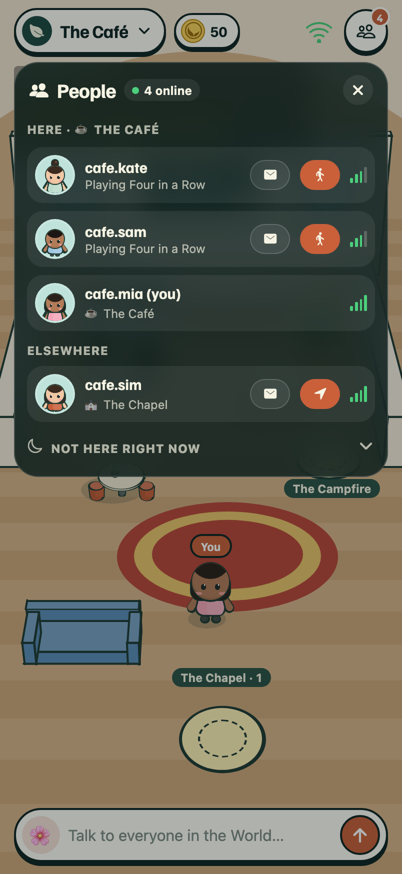 The Café
50
4
People
4 online
HERE · THE CAFÉ
cafe.kate
Playing Four in a Row
cafe.sam
Playing Four in a Row
cafe.mia (you)
The Café
ELSEWHERE
cafe.sim
The Chapel
NOT HERE RIGHT NOW
The Campfire
You
The Chapel · 1
Talk to everyone in the World...